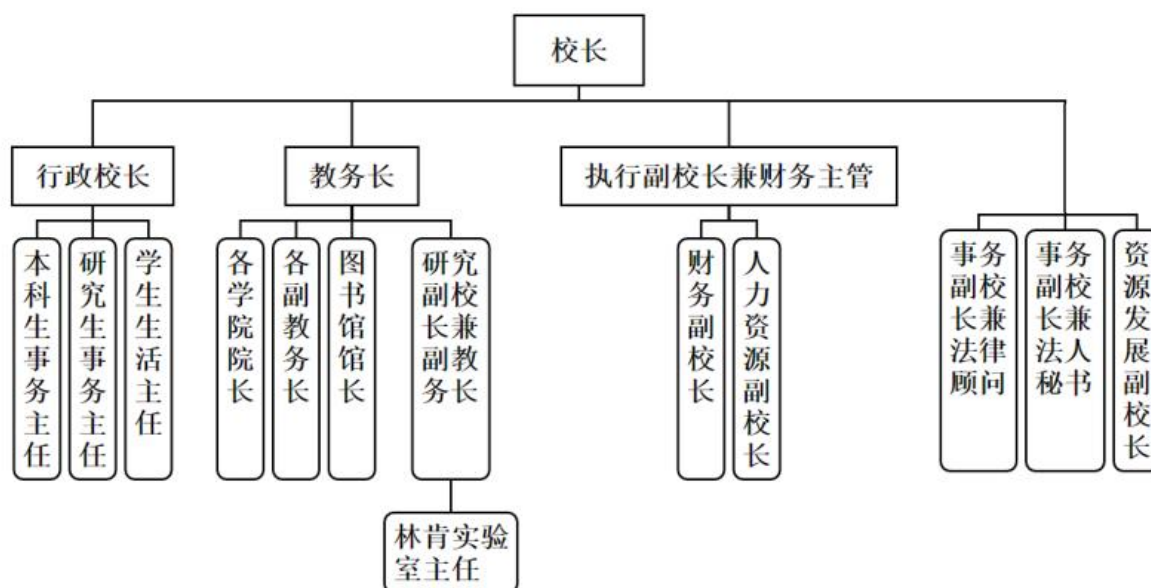 校长
行政校长
教务长
执行副校长兼财务主管
本科生事务主任
研究生事务主任
学生生活主任
各学院院长
各副教务长
图书馆馆长
研究
副校
长兼
副教
务长
财务副校长
人力资源副校长
事务
副校
长兼
法律
顾问
事务
副校
长兼
法人
秘书
资源发展副校长
林肯实验
室主任